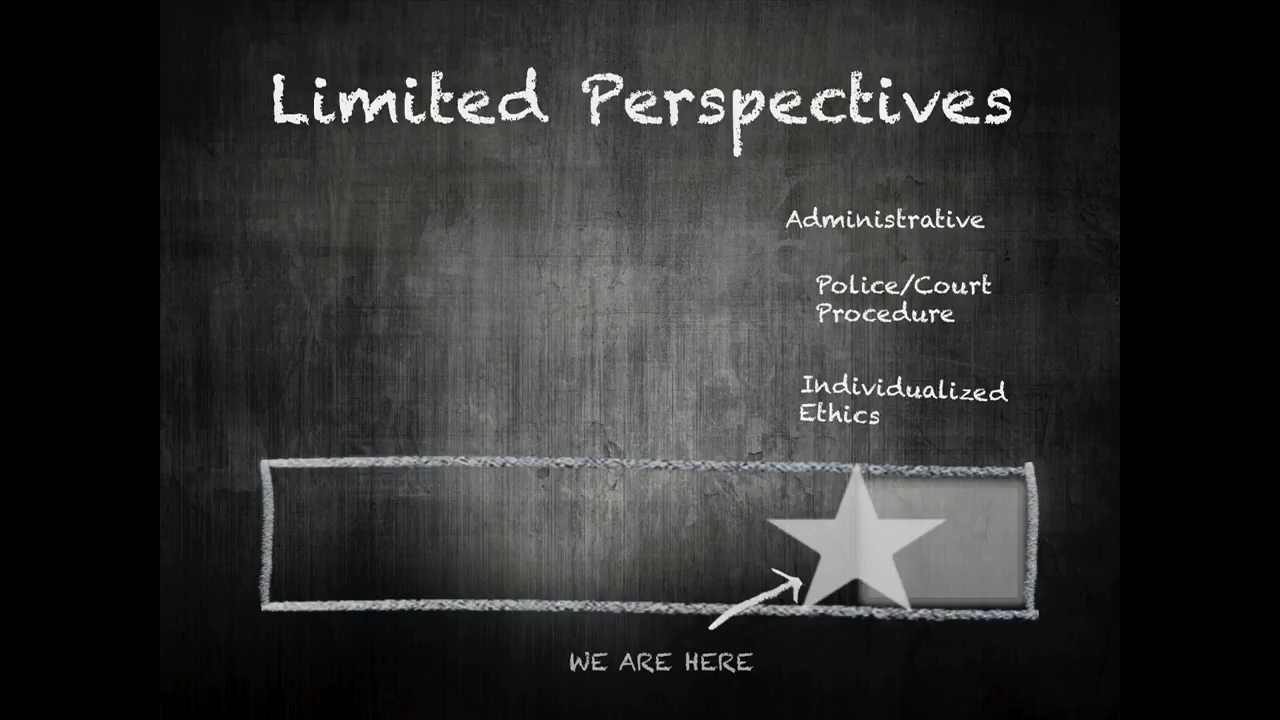 Limited Perspectives
Administrative
Police/Court
Procedure
Individualized
Ethics
WE ARE HERE